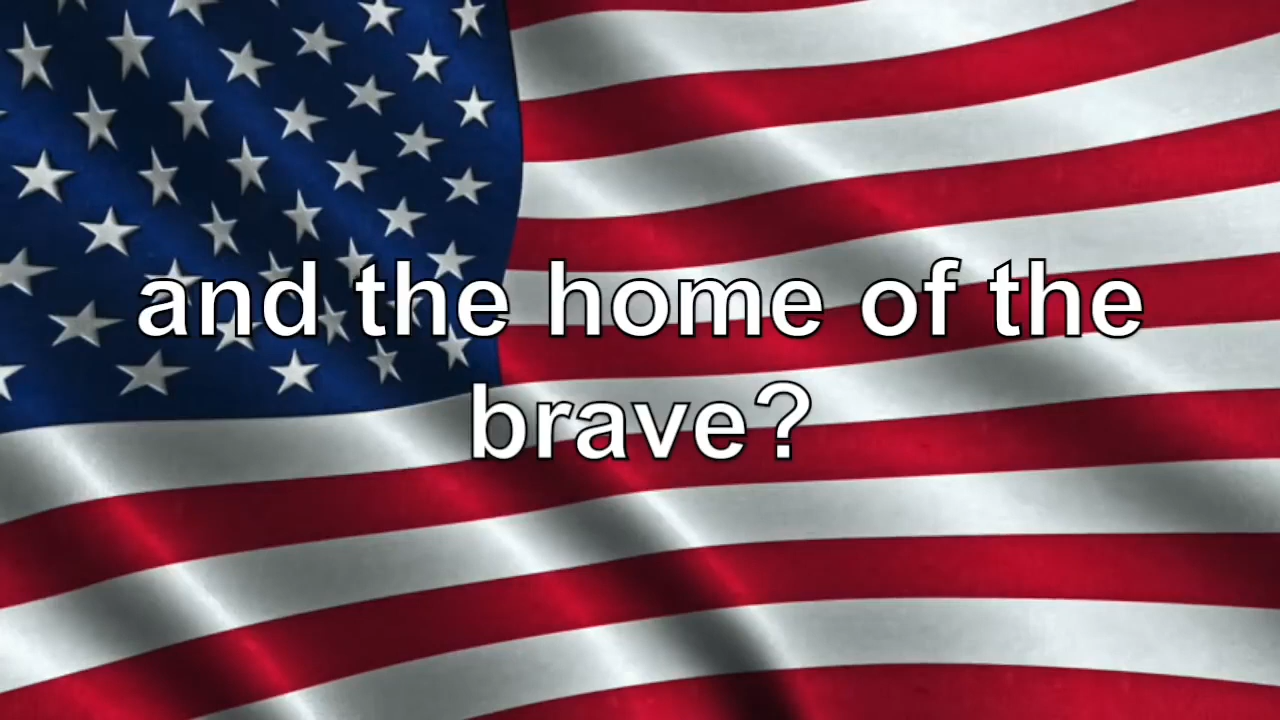 and the home of the
brave?